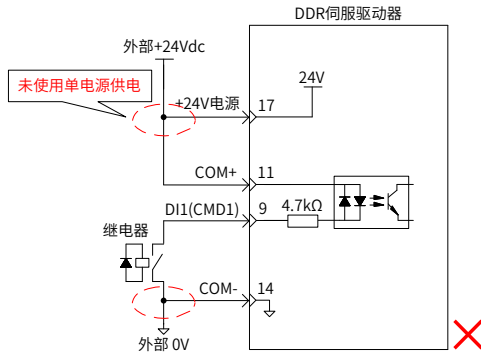 DDR伺服驱动器
外部+24Vdc
未使用单电源供电
24V
+24V电源
17
COM+
11
DI1(CMD1)
9
4.7kΩ
继电器
COM-
14
外部 0V